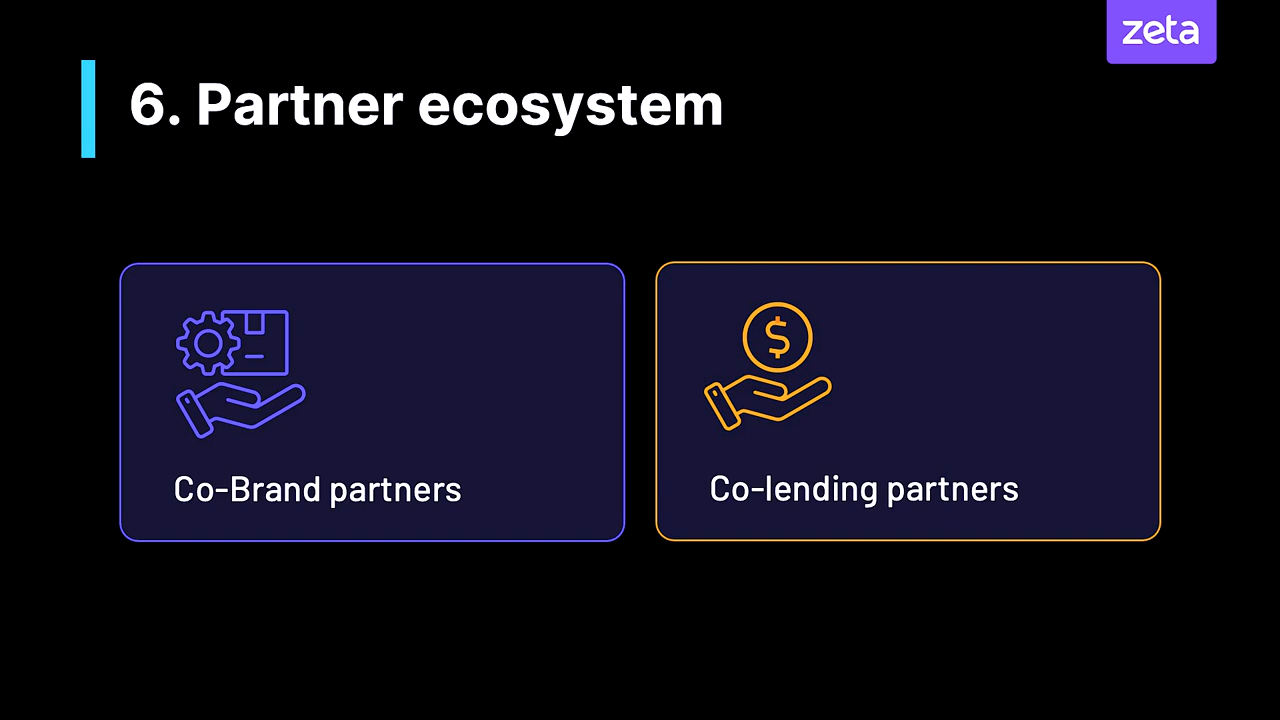 zeta
6. Partner ecosystem
$
Co-Brand partners
Co-lending partners